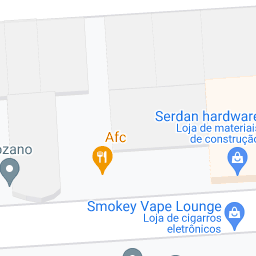 Serdan hardware
Loja de materiais
de construção
Afc
ozano
Smokey Vape Lounge
Loja de cigarros
eletrônicos